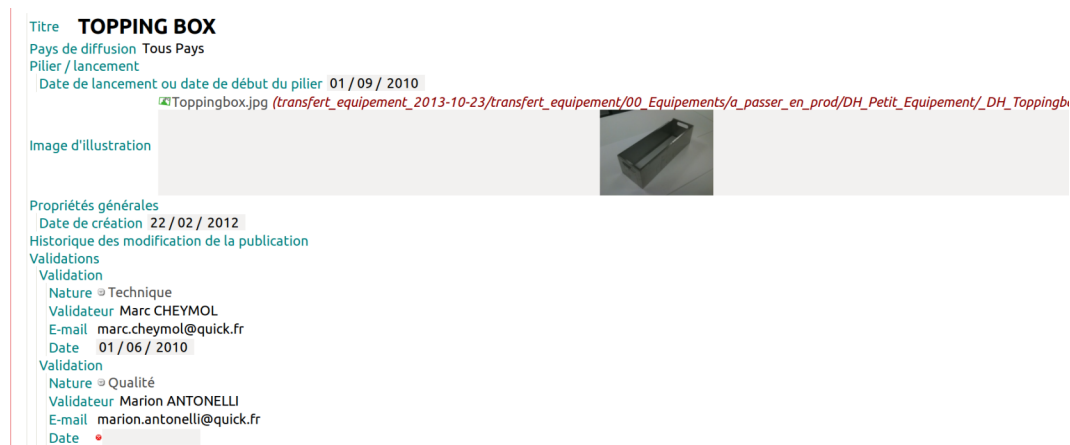 Titre TOPPING BOX
Pays de diffusion Tous Pays
Pilier / lancement
Date de lancement ou date de début du pilier 01 / 09 / 2010
Toppingbox.jpg (transfert_equipement_2013-10-23/transfert_equipement/00_Equipements/a_passer_en_prod/DH_Petit_Equipement/_DH_Toppingb
Image d'illustration
Propriétés générales
Date de création 22 / 02 / 2012
Historique des modification de la publication
Validations
Validation
Nature Technique
Validateur Marc CHEYMOL
E-mail marc.cheymol@quick.fr
Date 01 / 06 / 2010
Validation
Nature Qualité
Validateur Marion ANTONELLI
E-mail marion.antonelli@quick.fr
Date